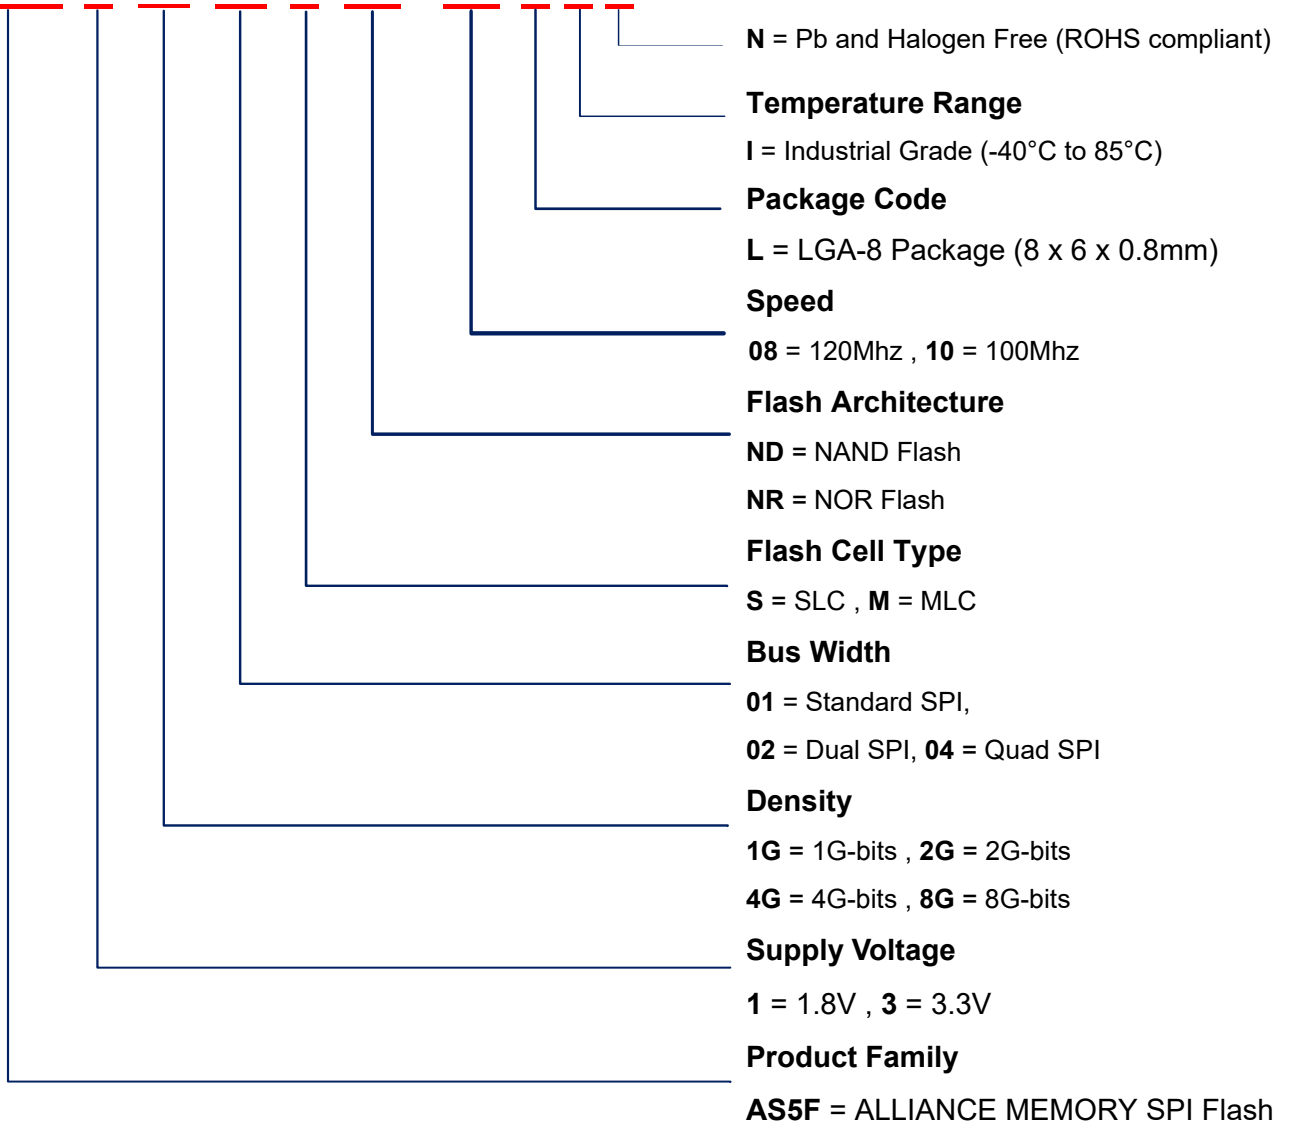 N = Pb and Halogen Free (ROHS compliant)
Temperature Range
I = Industrial Grade (-40°C to 85°C)
Package Code
L = LGA-8 Package (8 x 6 x 0.8mm)
Speed
08 = 120Mhz , 10 = 100Mhz
Flash Architecture
ND = NAND Flash
NR = NOR Flash
Flash Cell Type
S = SLC , M = MLC
Bus Width
01 = Standard SPI,
02 = Dual SPI, 04 = Quad SPI
Density
1G = 1G-bits , 2G = 2G-bits
4G = 4G-bits , 8G = 8G-bits
Supply Voltage
1 = 1.8V , 3 = 3.3V
Product Family
AS5F = ALLIANCE MEMORY SPI Flash